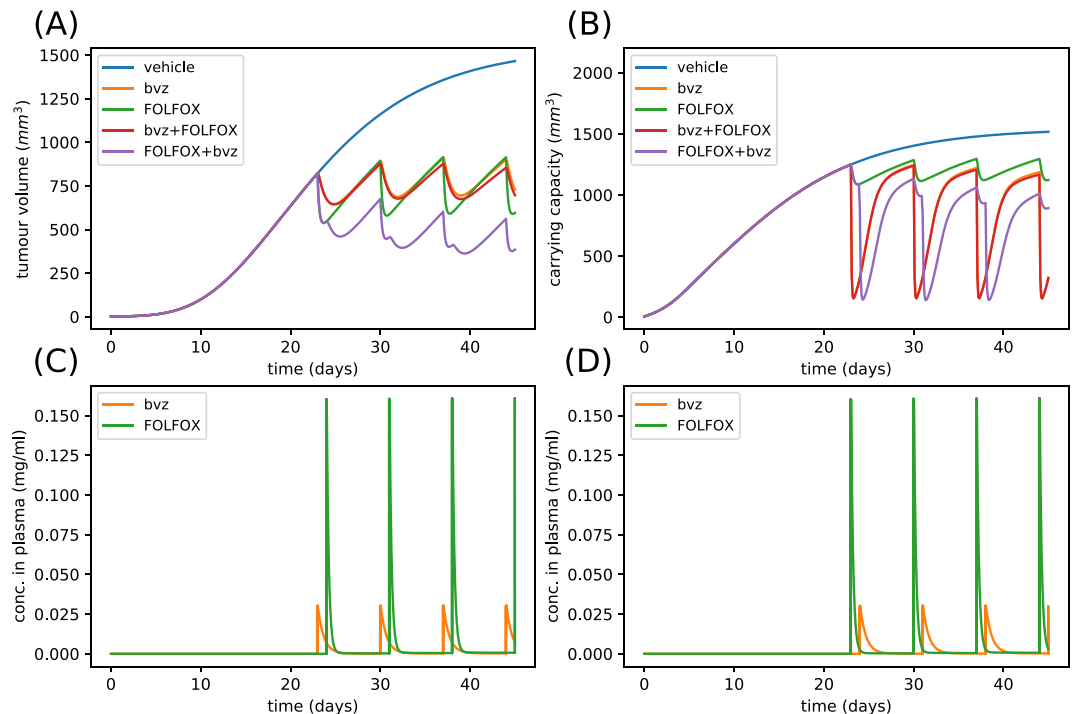 (A)
1500
1250
1000
750
500
250
0
tumour volume (mm³)
vehicle
bvz
FOLFOX
bvz+FOLFOX
FOLFOX+bvz
0
10
20
30
40
time (days)
(B)
2000
1500
1000
500
0
carrying capacity (mm³)
vehicle
bvz
FOLFOX
bvz+FOLFOX
FOLFOX+bvz
0
10
20
30
40
time (days)
(C)
0.150
0.125
0.100
0.075
0.050
0.025
0.000
conc. in plasma (mg/ml)
bvz
FOLFOX
0
10
20
30
40
time (days)
(D)
0.150
0.125
0.100
0.075
0.050
0.025
0.000
conc. in plasma (mg/ml)
bvz
FOLFOX
0
10
20
30
40
time (days)